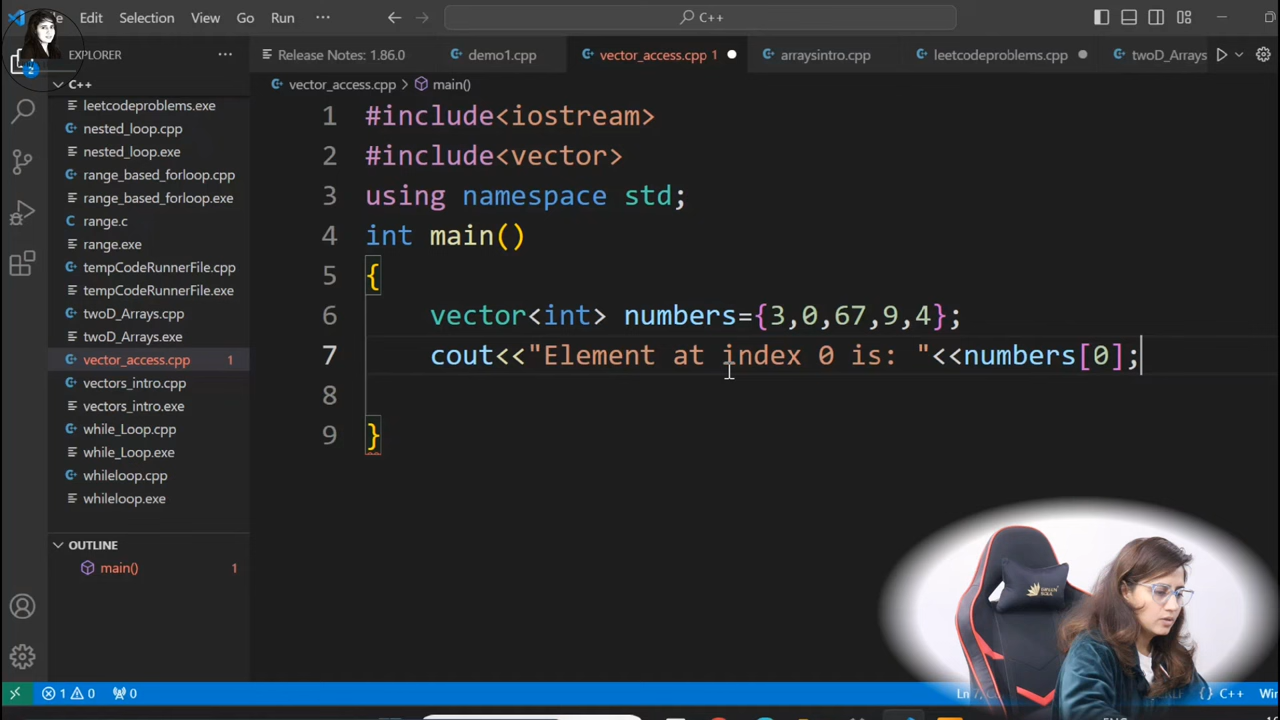 Edit Selection View Go Run ··· C++
EXPLORER ··· Release Notes: 1.86.0 demo1.cpp vector_access.cpp 1 arraysintro.cpp leetcodeproblems.cpp twoD_Arrays
2
C++
vector_access.cpp > main()
leetcodeproblems.exe
nested_loop.cpp
nested_loop.exe
range_based_forloop.cpp
range_based_forloop.exe
range.c
range.exe
tempCodeRunnerFile.cpp
tempCodeRunnerFile.exe
twoD_Arrays.cpp
twoD_Arrays.exe
vector_access.cpp 1
vectors_intro.cpp
vectors_intro.exe
while_Loop.cpp
while_Loop.exe
whileloop.cpp
whileloop.exe
OUTLINE
main() 1
1 #include<iostream>
2 #include<vector>
3 using namespace std;
4 int main()
5 {
6 vector<int> numbers={3,0,67,9,4};
7 cout<<"Element at index 0 is: "<<numbers[0];
8
9 }
1 0 0 {} C++ Win